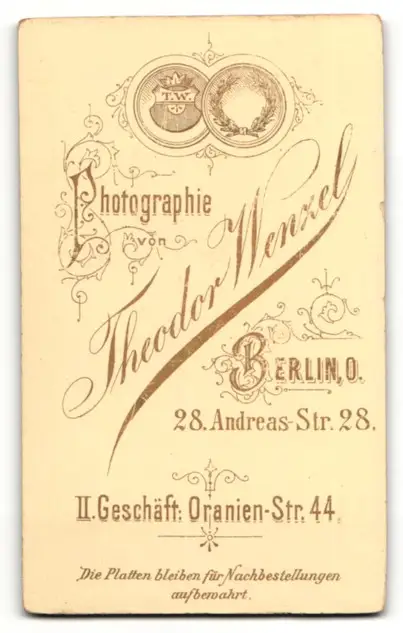 T.W.
Photographie
von
Theodor Wenzel
BERLIN, O.
28. Andreas-Str. 28.
II. Geschäft: Oranien-Str. 44.
Die Platten bleiben für Nachbestellungen
aufbewahrt.